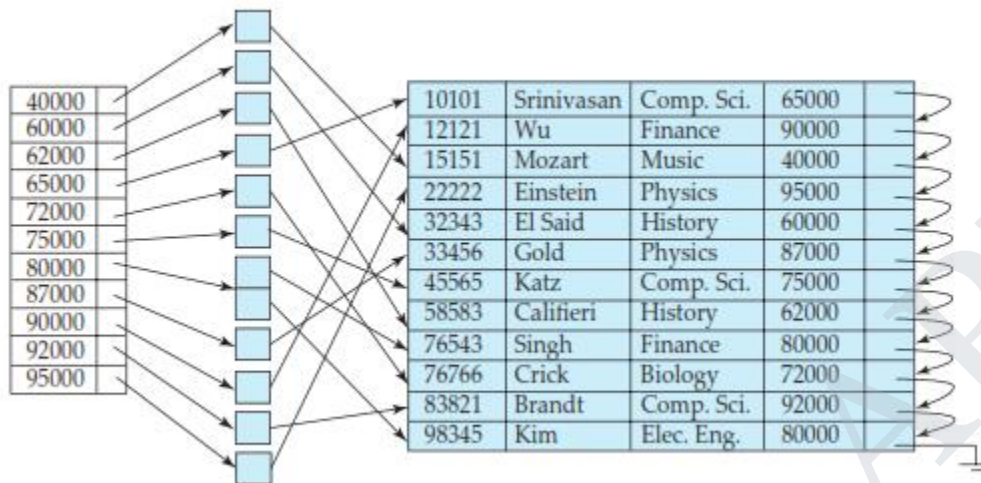 40000
60000
62000
65000
72000
75000
80000
87000
90000
92000
95000
10101 Srinivasan Comp. Sci. 65000
12121 Wu Finance 90000
15151 Mozart Music 40000
22222 Einstein Physics 95000
32343 El Said History 60000
33456 Gold Physics 87000
45565 Katz Comp. Sci. 75000
58583 Califieri History 62000
76543 Singh Finance 80000
76766 Crick Biology 72000
83821 Brandt Comp. Sci. 92000
98345 Kim Elec. Eng. 80000